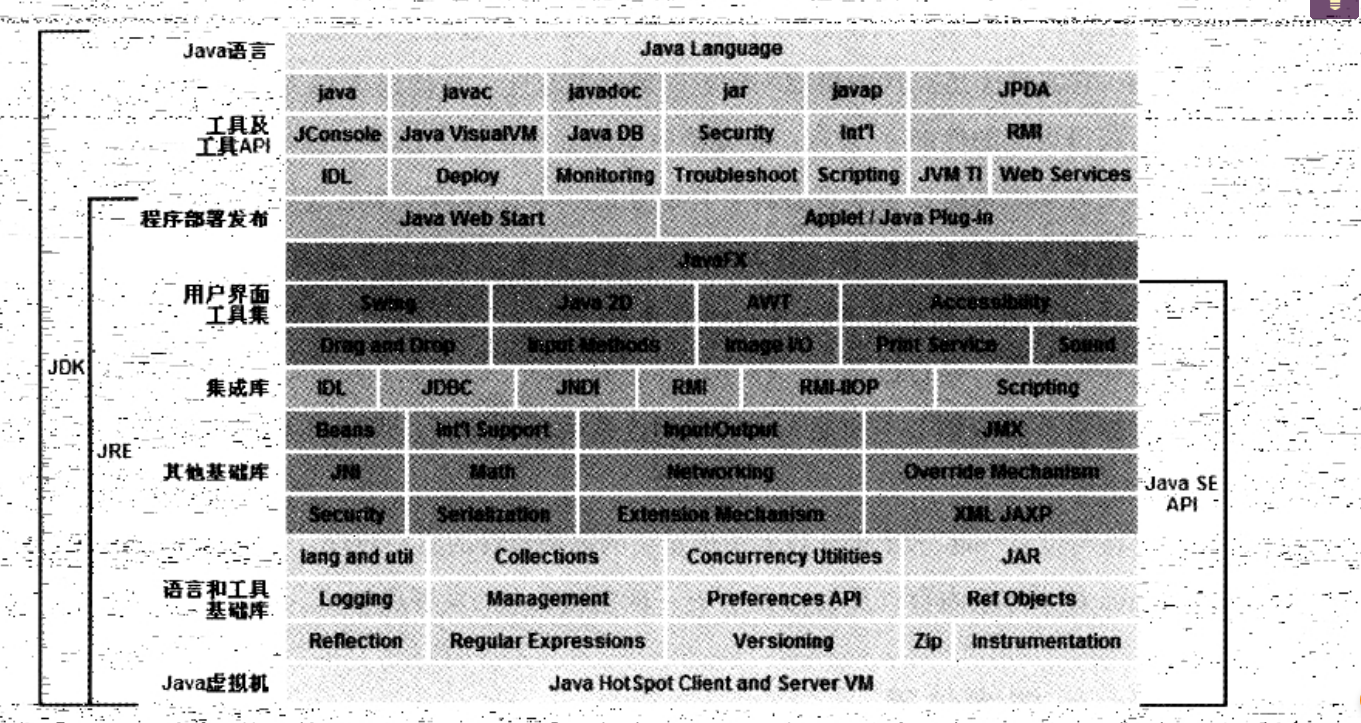 Java语言 Java Language
java javac javadoc jar javap JPDA
工具及
工具API
JConsole Java VisualVM Java DB Security Int'l RMI
IDL Deploy Monitoring Troubleshoot Scripting JVM TI Web Services
程序部署发布 Java Web Start Applet / Java Plug-in
JavaFX
用户界面
工具集
Swing Java 2D AWT Accessibility
Drag and Drop Input Methods Image I/O Print Service Sound
JDK
集成库 IDL JDBC JNDI RMI RMI-IIOP Scripting
Beans Int'l Support Input/Output JMX
JRE
其他基础库 JNI Math Networking Override Mechanism
Java SE
API
Security Serialization Extension Mechanism XML JAXP
lang and util Collections Concurrency Utilities JAR
语言和工具
基础库
Logging Management Preferences API Ref Objects
Reflection Regular Expressions Versioning Zip Instrumentation
Java虚拟机 Java HotSpot Client and Server VM